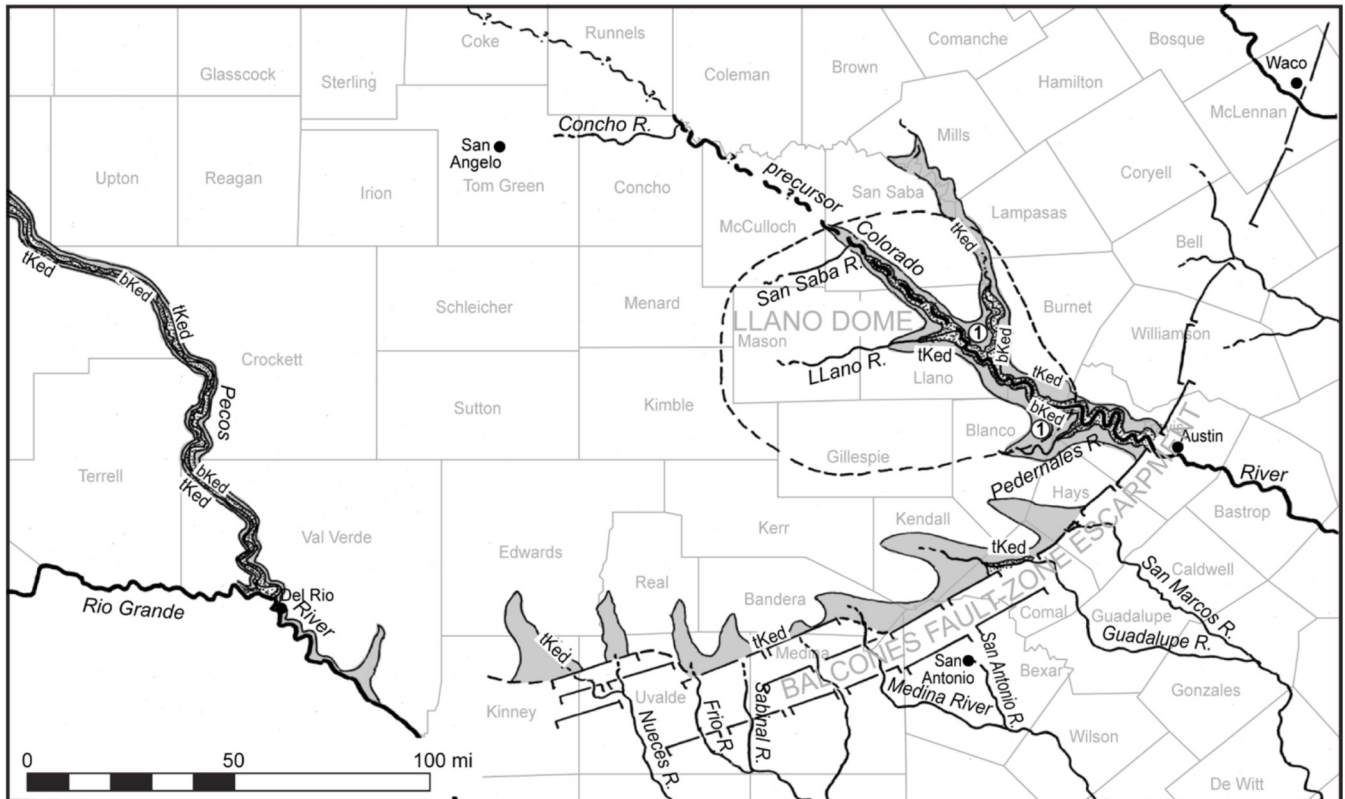 Coke
Runnels
Comanche
Bosque
Glasscock
Sterling
Coleman
Brown
Hamilton
Waco
McLennan
Concho R.
San
Angelo
Mills
Upton
Reagan
Irion
Tom Green
Concho
precursor
San Saba
Coryell
McCulloch
Lampasas
Bell
tKed
bKed
tKed
Colorado
tKed
San Saba R.
Schleicher
Menard
LLANO DOME
Mason
1
bKed
Burnet
Williamson
Crockett
LLano R.
tKed
Llano
tKed
Pecos
Sutton
Kimble
bKed
1
Blanco
Gillespie
Austin
Terrell
bKed
tKed
Pedernales R.
River
Hays
Bastrop
Val Verde
Edwards
Kerr
Kendall
tKed
Caldwell
Rio Grande
Del Rio
River
Real
Bandera
San Marcos R.
Comal
Guadalupe
Guadalupe R.
tKed
tKed
Medina
BALCONES FAULT ZONE ESCARPMENT
San
Antonio
San Antonio R.
Bexar
Gonzales
Kinney
Uvalde
Nueces R.
Frio R.
Sabinal R.
Medina River
Wilson
De Witt
0
50
100 mi